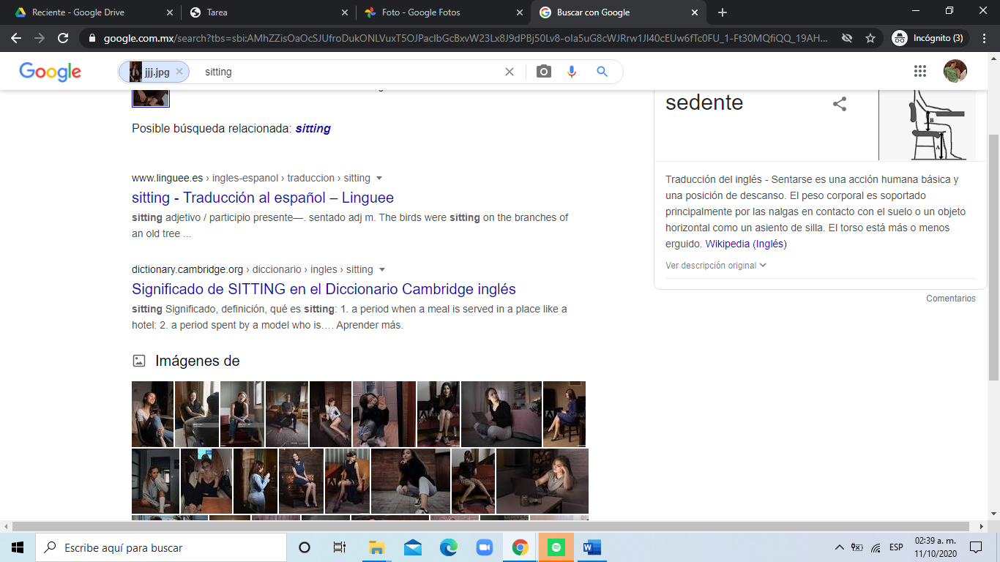 Reciente - Google Drive
Tarea
Foto - Google Fotos
Buscar con Google
google.com.mx/search?tbs=sbi:AMhZZisOaOcSJUfroDukONLVuxT5OJPacIbGcBxvW23Lx8J9dPBj50Lv8-oIa5uG8cWJRrw1JI40cEUw6fTc0FU_1-Ft30MQfiQQ_19AH...
Incógnito (3)
Google
jjj.jpg
sitting
Posible búsqueda relacionada: sitting
www.linguee.es › ingles-espanol › traduccion › sitting
sitting - Traducción al español – Linguee
sitting adjetivo / participio presente—. sentado adj m. The birds were sitting on the branches of
an old tree ...
dictionary.cambridge.org › diccionario › ingles › sitting
Significado de SITTING en el Diccionario Cambridge inglés
sitting Significado, definición, qué es sitting: 1. a period when a meal is served in a place like a
hotel: 2. a period spent by a model who is.... Aprender más.
Imágenes de
sedente
B
A
Traducción del inglés - Sentarse es una acción humana básica y
una posición de descanso. El peso corporal es soportado
principalmente por las nalgas en contacto con el suelo o un objeto
horizontal como un asiento de silla. El torso está más o menos
erguido. Wikipedia (Inglés)
Ver descripción original
Comentarios
Escribe aquí para buscar
ESP
02:39 a. m.
11/10/2020